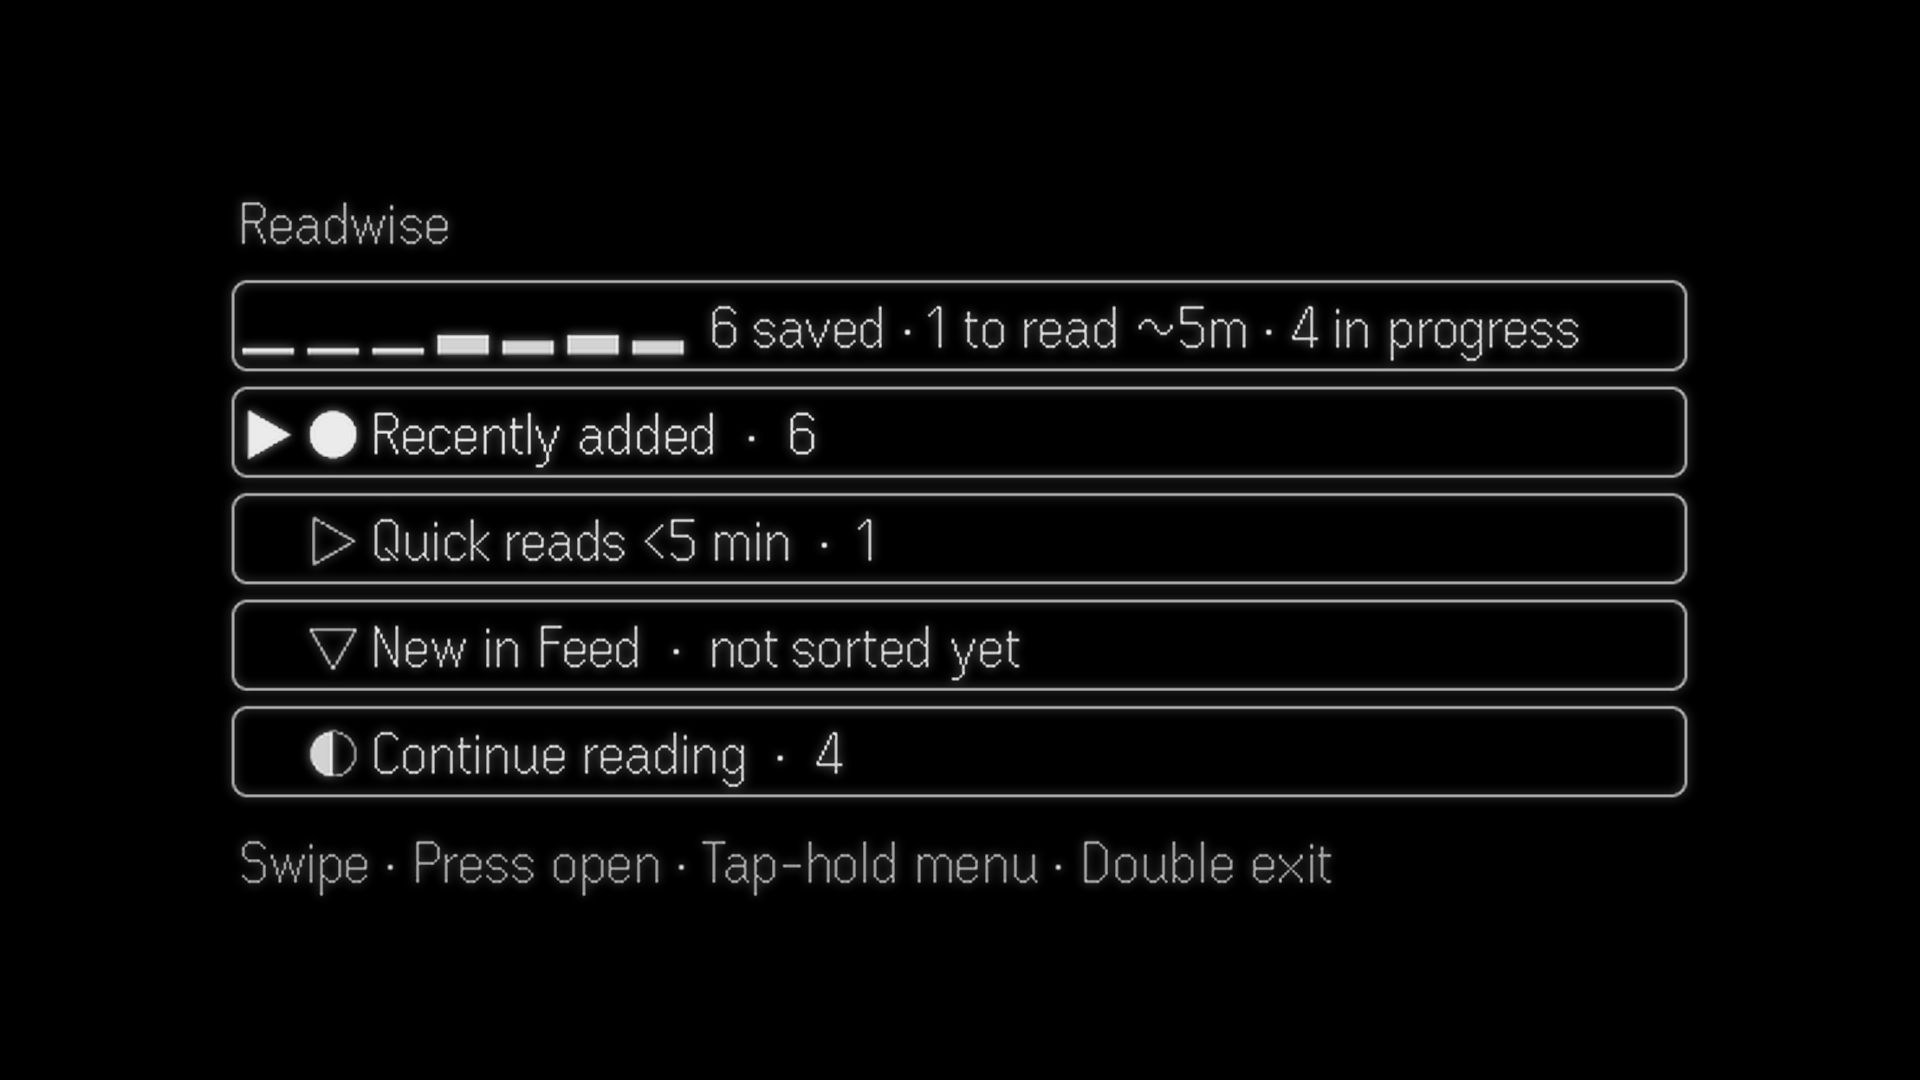 Readwise
6 saved · 1 to read ~5m · 4 in progress
Recently added · 6
Quick reads <5 min · 1
New in Feed · not sorted yet
Continue reading · 4
Swipe · Press open · Tap-hold menu · Double exit